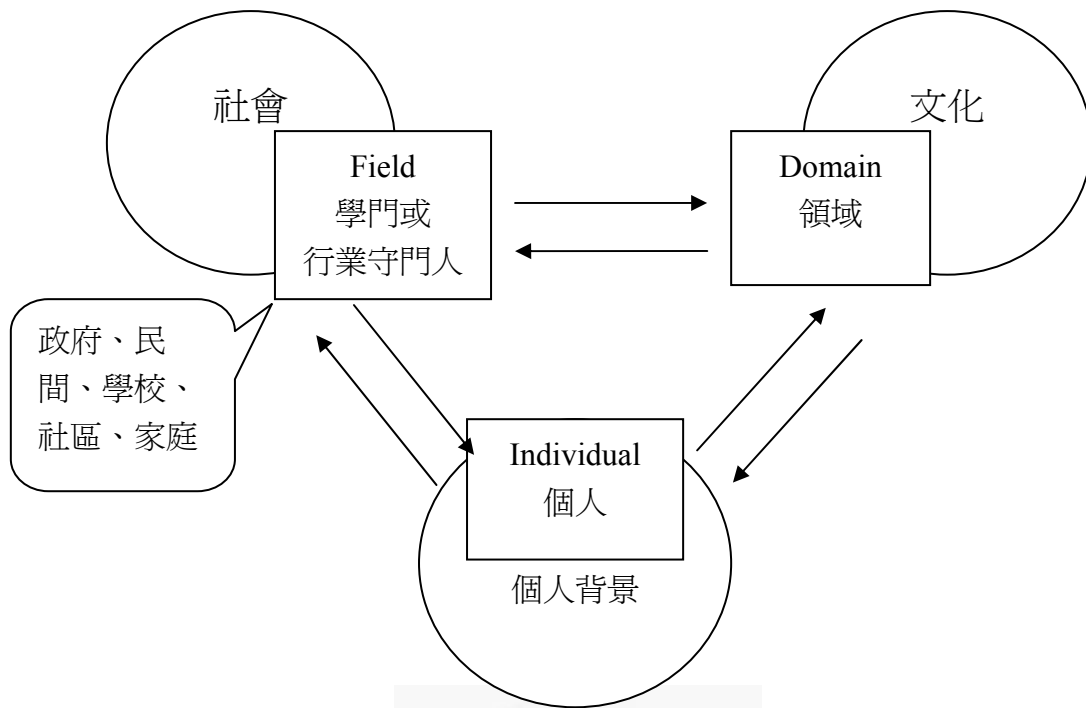 社會
Field
學門或
行業守門人
文化
Domain
領域
政府、民
間、學校、
社區、家庭
Individual
個人
個人背景